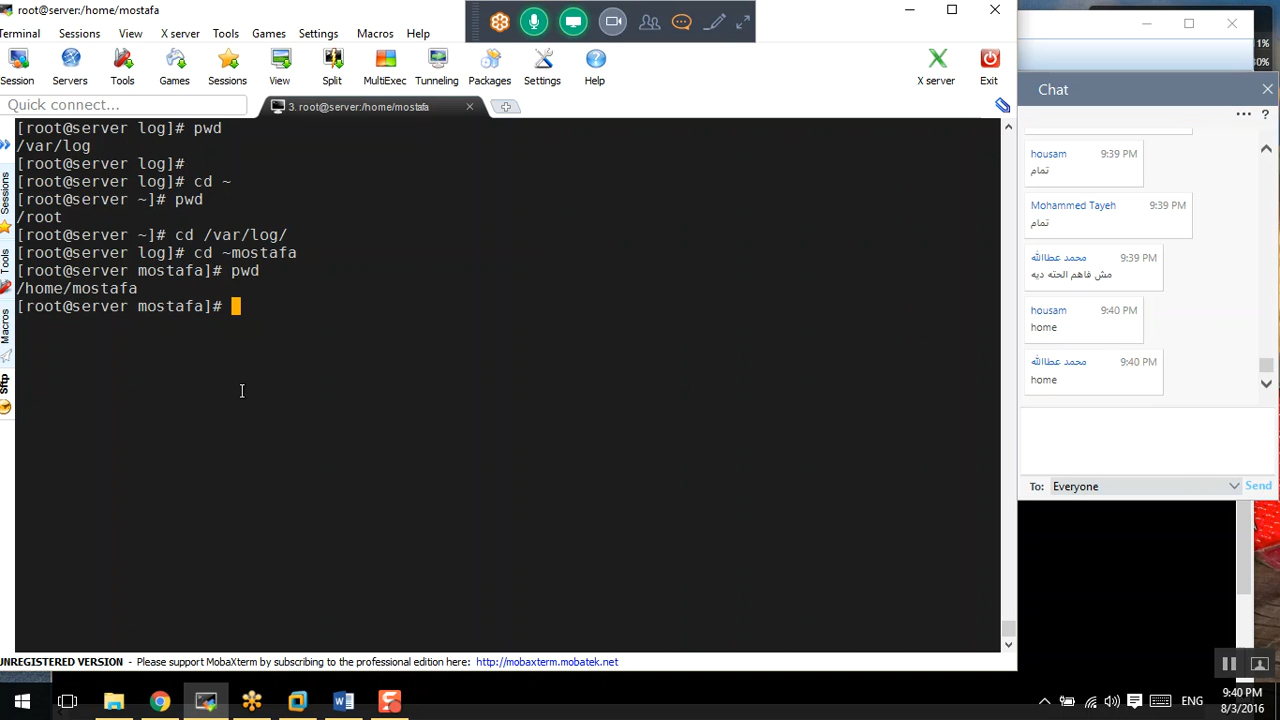 root@server:/home/mostafa
Terminal Sessions View X server Tools Games Settings Macros Help
Session Servers Tools Games Sessions View Split MultiExec Tunneling Packages Settings Help X server Exit
Quick connect...
3. root@server:/home/mostafa
[root@server log]# pwd
/var/log
[root@server log]#
[root@server log]# cd ~
[root@server ~]# pwd
/root
[root@server ~]# cd /var/log/
[root@server log]# cd ~mostafa
[root@server mostafa]# pwd
/home/mostafa
[root@server mostafa]#
Sessions
Tools
Macros
Sftp
UNREGISTERED VERSION - Please support MobaXterm by subscribing to the professional edition here: http://mobaxterm.mobatek.net
1%
30%
Chat
... ?
housam 9:39 PM
تمام
Mohammed Tayeh 9:39 PM
تمام
محمد عطاالله 9:39 PM
مش فاهم الحته ديه
housam 9:40 PM
home
محمد عطاالله 9:40 PM
home
To: Everyone Send
ENG
9:40 PM
8/3/2016